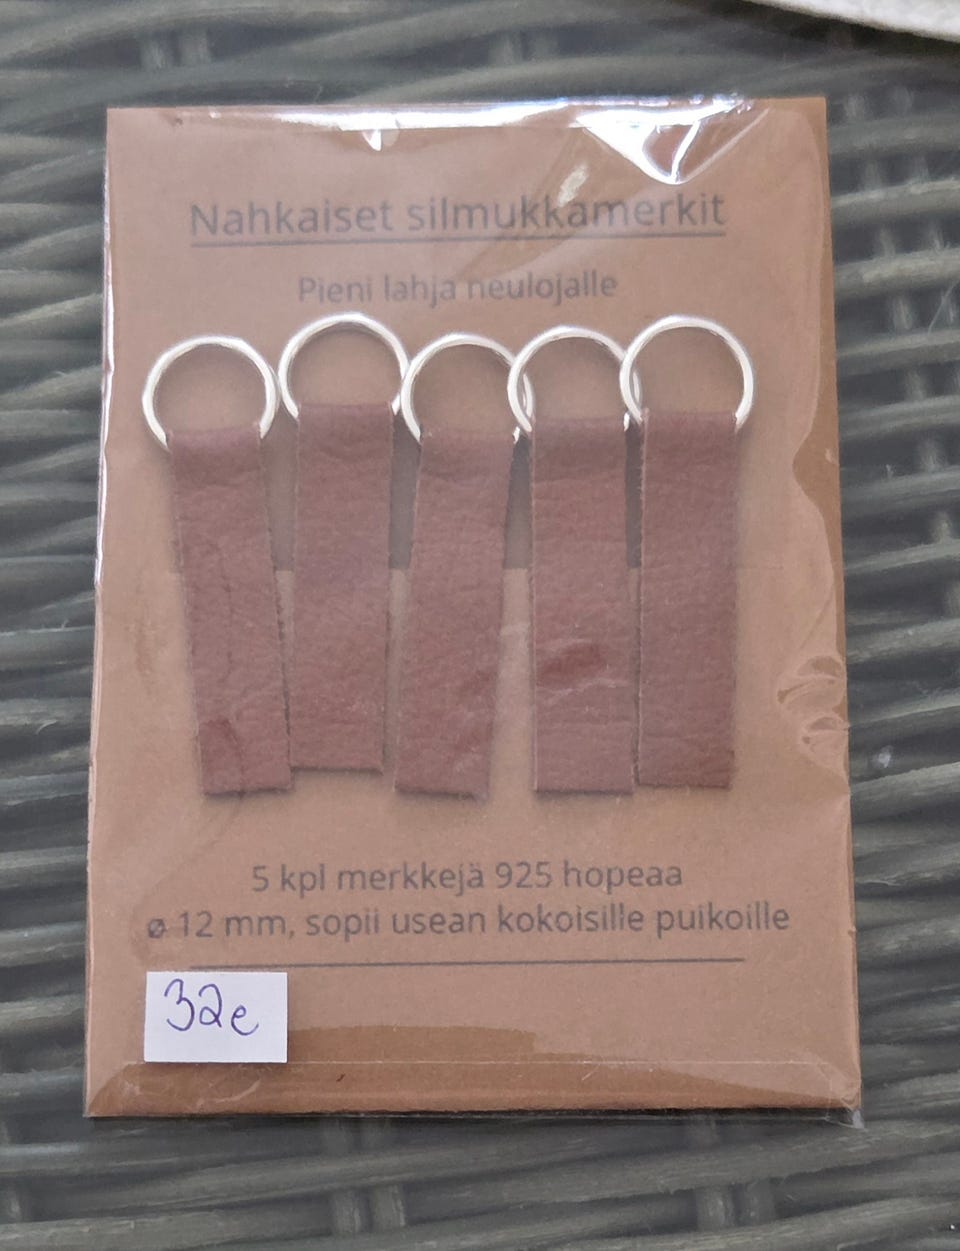 Nahkaiset silmukkamerkit
Pieni lahja neulojalle
5 kpl merkkejä 925 hopeaa
ø 12 mm, sopii usean kokoisille puikoille
32e